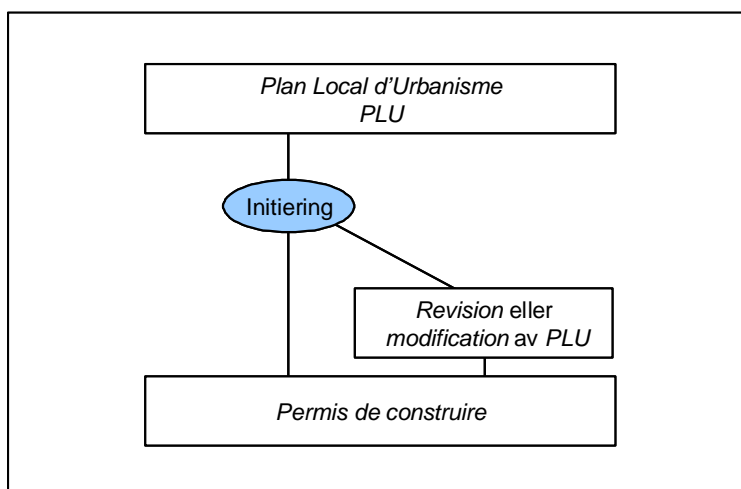 Plan Local d'Urbanisme
PLU
Initiering
Revision eller
modification av PLU
Permis de construire